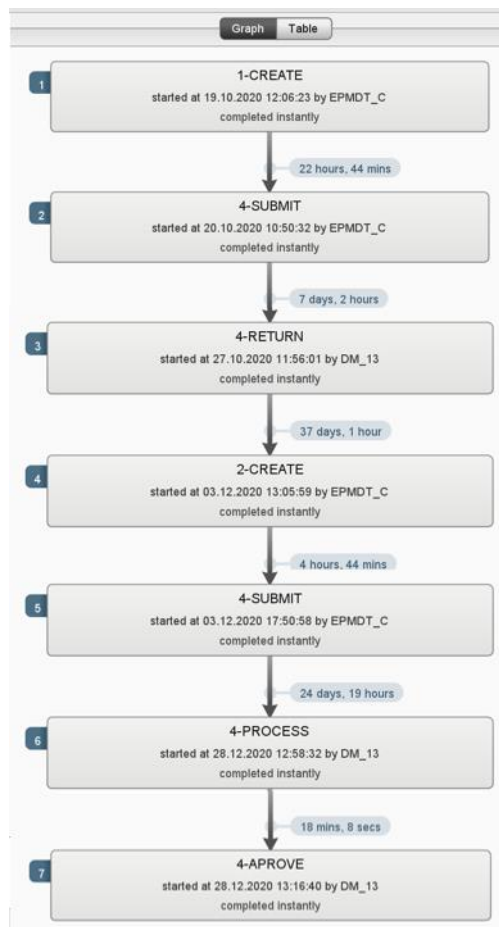 Graph Table
1
1-CREATE
started at 19.10.2020 12:06:23 by EPMDT_C
completed instantly
22 hours, 44 mins
2
4-SUBMIT
started at 20.10.2020 10:50:32 by EPMDT_C
completed instantly
7 days, 2 hours
3
4-RETURN
started at 27.10.2020 11:56:01 by DM_13
completed instantly
37 days, 1 hour
4
2-CREATE
started at 03.12.2020 13:05:59 by EPMDT_C
completed instantly
4 hours, 44 mins
5
4-SUBMIT
started at 03.12.2020 17:50:58 by EPMDT_C
completed instantly
24 days, 19 hours
6
4-PROCESS
started at 28.12.2020 12:58:32 by DM_13
completed instantly
18 mins, 8 secs
7
4-APROVE
started at 28.12.2020 13:16:40 by DM_13
completed instantly